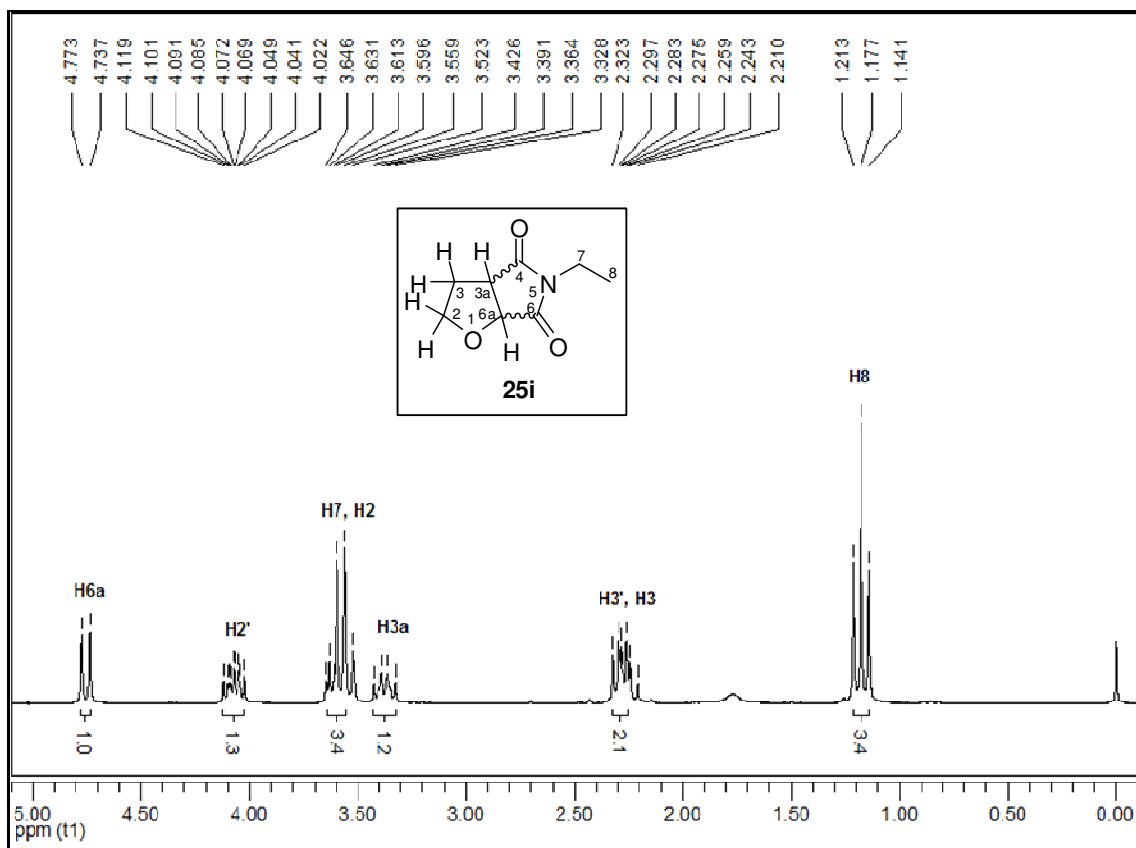 4.773 4.737 4.119 4.101 4.091 4.085 4.072 4.069 4.049 4.041 4.022 3.646 3.631 3.613 3.596 3.559 3.523 3.426 3.391 3.364 3.328 2.323 2.297 2.283 2.275 2.259 2.243 2.210 1.213 1.177 1.141
O
H H 7
H 4 8
3 3a N
H 5
2 1 6a 6
O
H H O
25i
H8
H7, H2
H6a H3', H3
H2' H3a
1.0 1.3 3.4 1.2 2.1 3.4
5.00 4.50 4.00 3.50 3.00 2.50 2.00 1.50 1.00 0.50 0.00
ppm (t1)